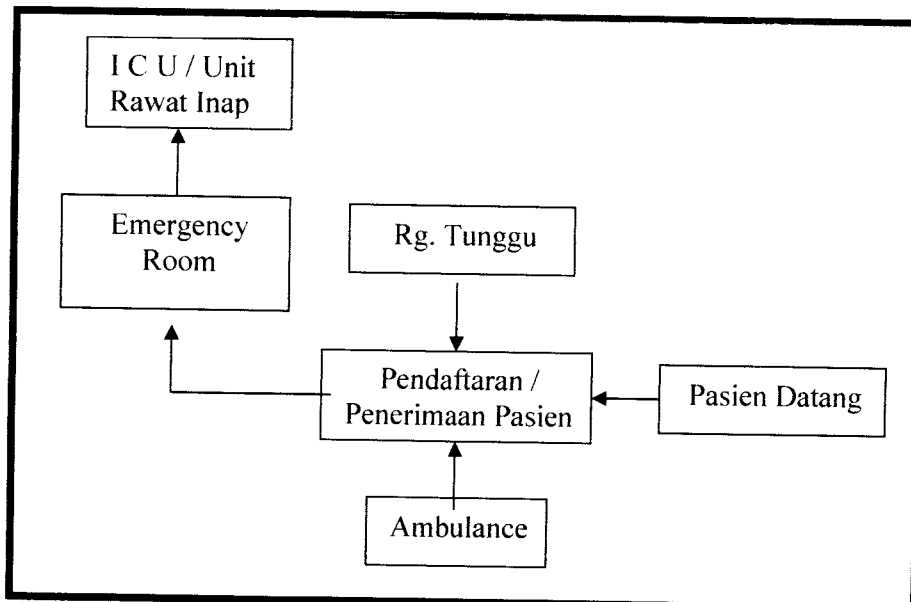 I C U / Unit
Rawat Inap
Emergency
Room
Rg. Tunggu
Pendaftaran /
Penerimaan Pasien
Pasien Datang
Ambulance